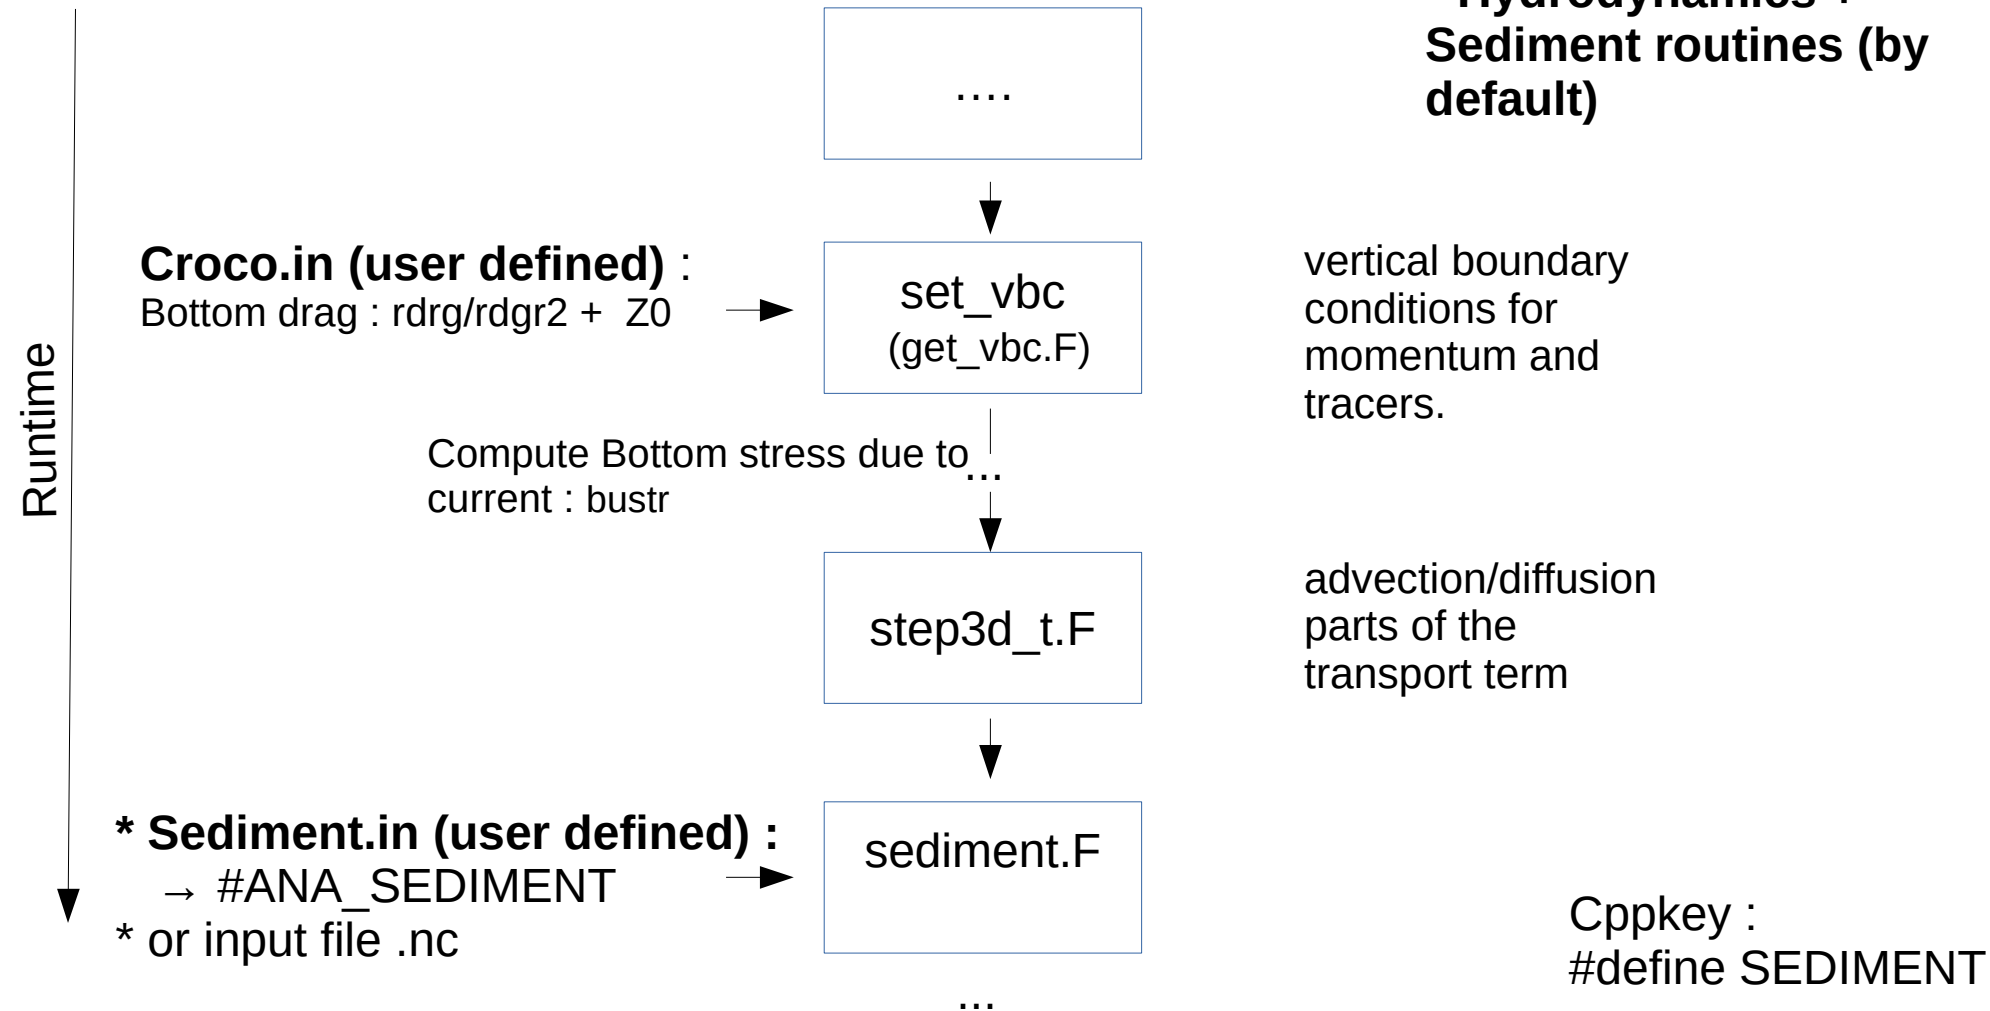 Hydrodynamics +
Sediment routines (by
default)
....
Croco.in (user defined) :
Bottom drag : rdrg/rdgr2 + Z0
set_vbc
(get_vbc.F)
vertical boundary
conditions for
momentum and
tracers.
Runtime
Compute Bottom stress due to
current : bustr
...
step3d_t.F
advection/diffusion
parts of the
transport term
* Sediment.in (user defined) :
→ #ANA_SEDIMENT
* or input file .nc
sediment.F
Cppkey :
#define SEDIMENT
...